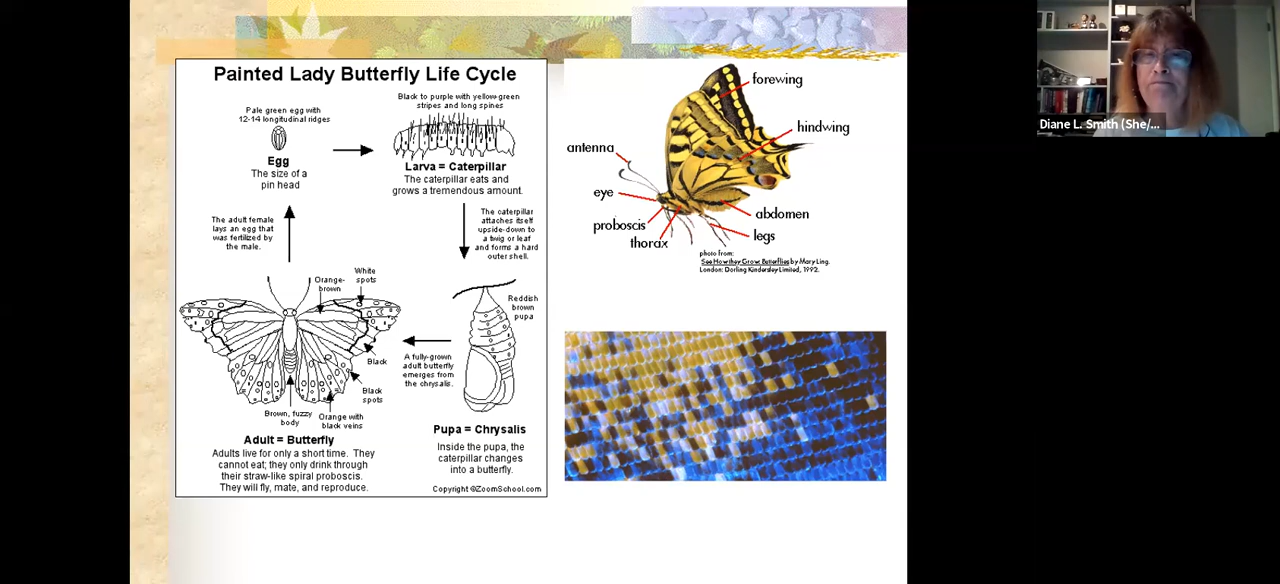 Painted Lady Butterfly Life Cycle
Pale green egg with
12-14 longitudinal ridges
Egg
The size of a
pin head
Black to purple with yellow-green
stripes and long spines
Larva = Caterpillar
The caterpillar eats and
grows a tremendous amount.
The caterpillar
attaches itself
upside-down to
a twig or leaf
and forms a hard
outer shell.
Reddish
brown
pupa
Pupa = Chrysalis
Inside the pupa, the
caterpillar changes
into a butterfly.
A fully-grown
adult butterfly
emerges from
the chrysalis.
White
spots
Orange-
brown
Black
Black
spots
Orange with
black veins
Brown, fuzzy
body
Adult = Butterfly
Adults live for only a short time. They
cannot eat; they only drink through
their straw-like spiral proboscis.
They will fly, mate, and reproduce.
The adult female
lays an egg that
was fertilized by
the male.
Copyright ©ZoomSchool.com
forewing
hindwing
antenna
eye
proboscis
thorax
abdomen
legs
photo from:
See How they Grow: Butterflies by Mary Ling.
London: Dorling Kindersley Limited, 1992.
Diane L. Smith (She/...